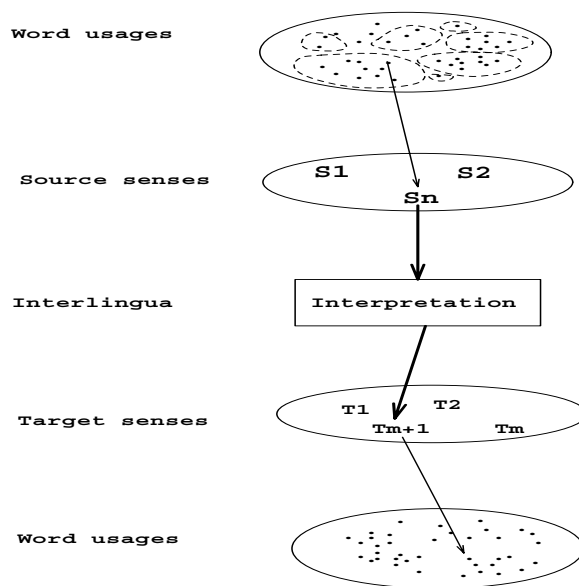 Word usages
Source senses
S1 S2
Sn
Interlingua
Interpretation
Target senses
T1 T2
Tm+1 Tm
Word usages